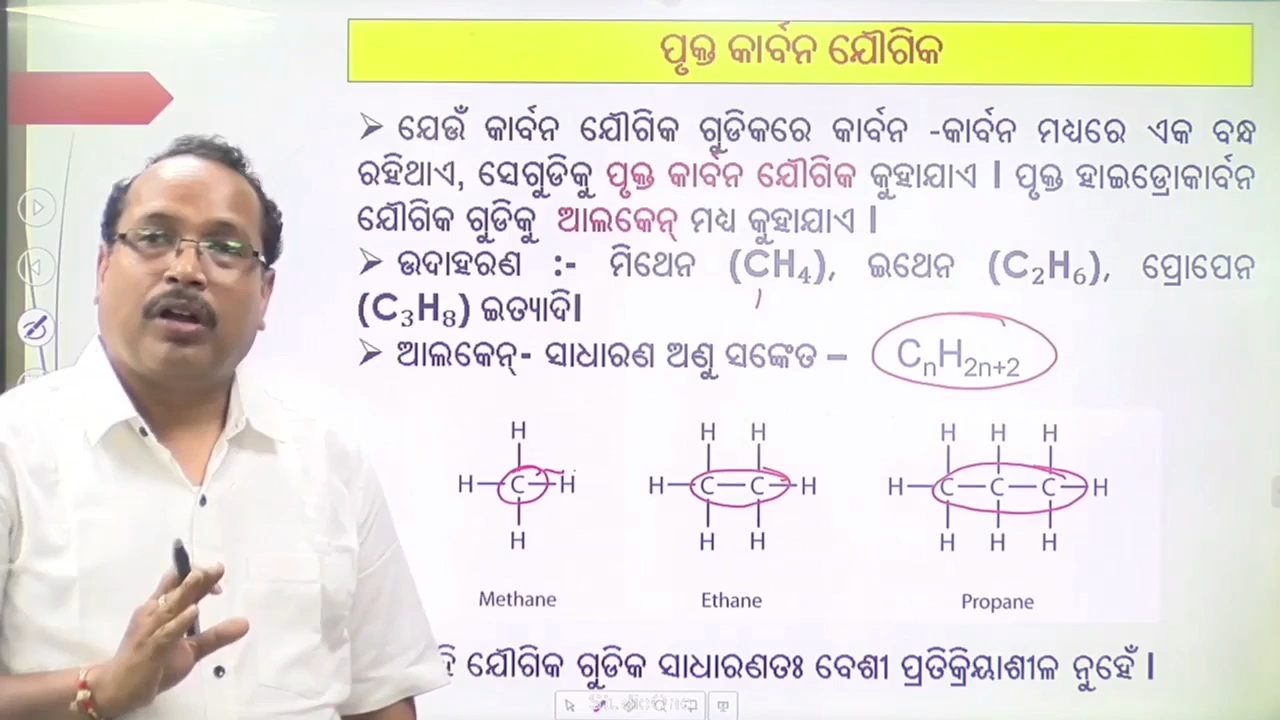 ପୃକ୍ତ କାର୍ବନ ଯୌଗିକ
➢ ଯେଉଁ କାର୍ବନ ଯୌଗିକ ଗୁଡିକରେ କାର୍ବନ -କାର୍ବନ ମଧ୍ୟରେ ଏକ ବନ୍ଧ
ରହିଥାଏ, ସେଗୁଡିକୁ ପୃକ୍ତ କାର୍ବନ ଯୌଗିକ କୁହାଯାଏ । ପୃକ୍ତ ହାଇଡ୍ରୋକାର୍ବନ
ଯୌଗିକ ଗୁଡିକୁ ଆଲକେନ୍ ମଧ୍ୟ କୁହାଯାଏ ।
➢ ଉଦାହରଣ :- ମିଥେନ (CH₄), ଇଥେନ (C₂H₆), ପ୍ରୋପେନ
(C₃H₈) ଇତ୍ୟାଦି।
➢ ଆଲକେନ୍- ସାଧାରଣ ଅଣୁ ସଙ୍କେତ – CₙH₂ₙ₊₂
H H H H H H
H C H H C C H H C C C H
H H H H H H
Methane Ethane Propane
ଯୌଗିକ ଗୁଡିକ ସାଧାରଣତଃ ବେଶୀ ପ୍ରତିକ୍ରିୟାଶୀଳ ନୁହେଁ ।